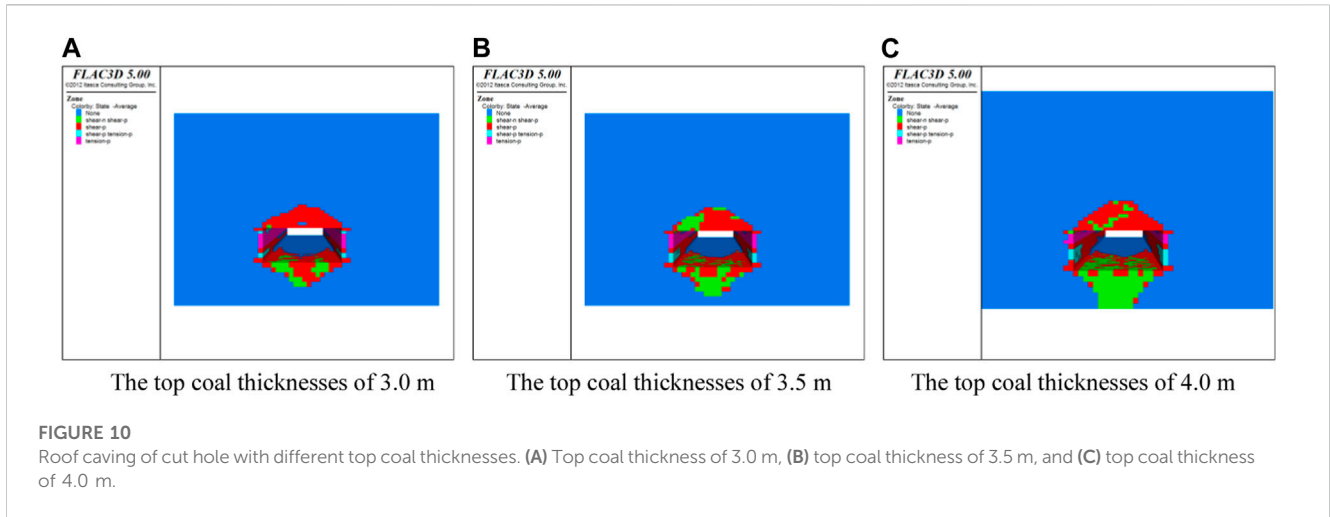 A
FLAC3D 5.00
©2012 Itasca Consulting Group, Inc.
Zone
Colorby: State -Average
None
shear-n shear-p
shear-p
shear-p tension-p
tension-p
The top coal thicknesses of 3.0 m
B
FLAC3D 5.00
©2012 Itasca Consulting Group, Inc.
Zone
Colorby: State -Average
None
shear-n shear-p
shear-p
shear-p tension-p
tension-p
The top coal thicknesses of 3.5 m
C
FLAC3D 5.00
©2012 Itasca Consulting Group, Inc.
Zone
Colorby: State -Average
None
shear-n shear-p
shear-p
shear-p tension-p
tension-p
The top coal thicknesses of 4.0 m
FIGURE 10
Roof caving of cut hole with different top coal thicknesses. (A) Top coal thickness of 3.0 m, (B) top coal thickness of 3.5 m, and (C) top coal thickness
of 4.0 m.